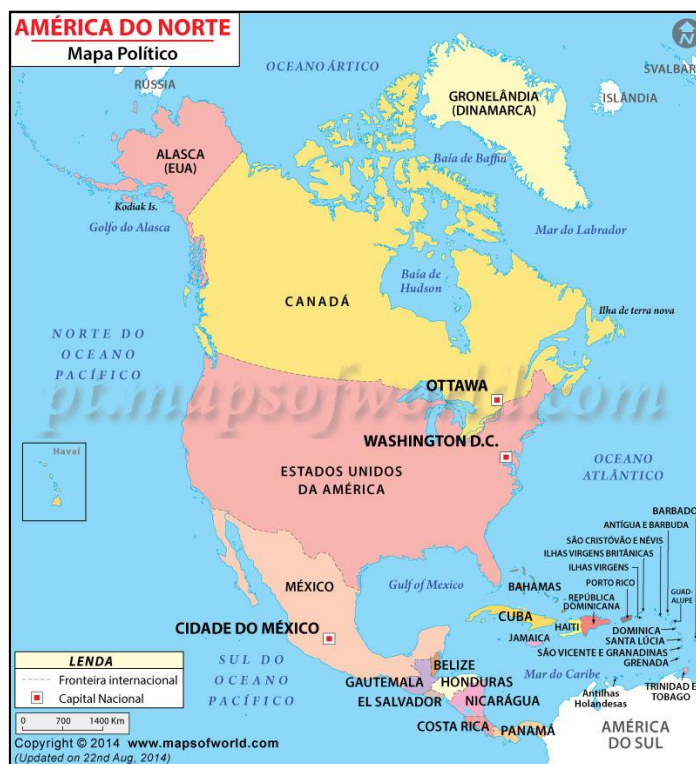 AMÉRICA DO NORTE
Mapa Político
OCEANO ÁRTICO
N
SVALBAR
RÚSSIA
ISLÂNDIA
GRONELÂNDIA
(DINAMARCA)
ALASCA
(EUA)
Baía de Baffin
Kodiak Is.
Golfo do Alasca
Mar do Labrador
Baía de
Hudson
CANADÁ
Ilha de terra nova
NORTE DO
OCEANO
PACÍFICO
pt.mapsofworld.com
OTTAWA
WASHINGTON D.C.
Havaí
ESTADOS UNIDOS
DA AMÉRICA
OCEANO
ATLÂNTICO
BARBADO
ANTÍGUA E BARBUDA
SÃO CRISTÓVÃO E NÉVIS
ILHAS VIRGENS BRITÂNICAS
ILHAS VIRGENS
PORTO RICO
GUAD-
ALUPE
MÉXICO
Gulf of Mexico
BAHAMAS
REPÚBLICA
DOMINICANA
CUBA
HAITI
CIDADE DO MÉXICO
JAMAICA
DOMINICA
SANTA LÚCIA
SÃO VICENTE E GRANADINAS
GRENADA
LENDA
Fronteira internacional
Capital Nacional
SUL DO
OCEANO
PACÍFICO
BELIZE
GAUTEMALA
HONDURAS
EL SALVADOR
NICARÁGUA
Mar do Caribe
Antilhas
Holandesas
TRINIDAD E
TOBAGO
COSTA RICA
PANAMÁ
AMÉRICA
DO SUL
0 700 1400 Km
Copyright © 2014 www.mapsofworld.com
(Updated on 22nd Aug, 2014)